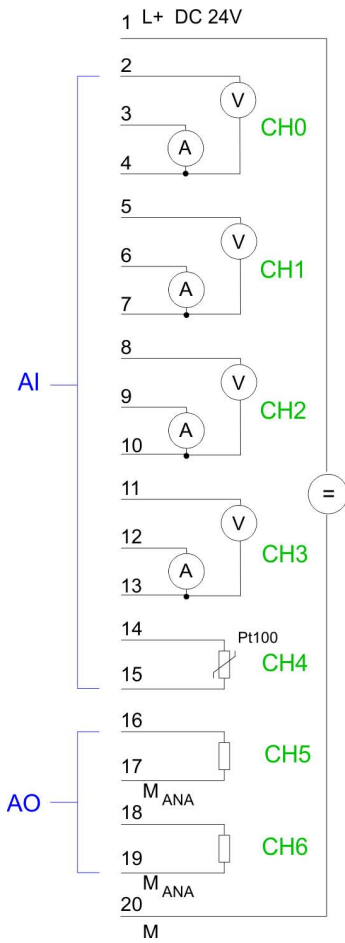 1 L+ DC 24V
2
V
3 CH0
A
4
5
V
6 CH1
A
7
8
V
AI
9 CH2
A
10
11
=
V
12
CH3
A
13
14
Pt100
CH4
15
16
CH5
17
M ANA
AO
18
CH6
19
M ANA
20
M